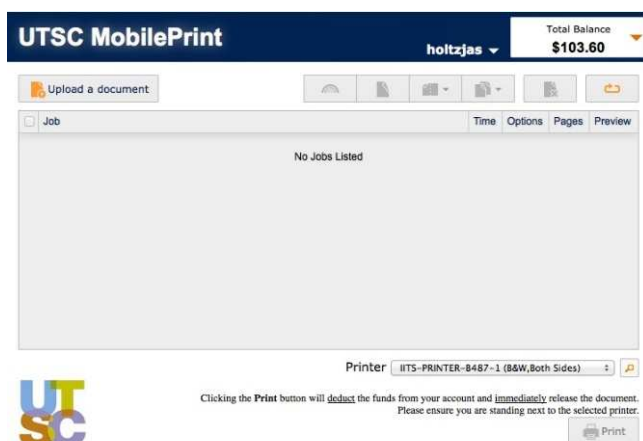 UTSC MobilePrint
holtzjas
Total Balance
$103.60
Upload a document
Job Time Options Pages Preview
No Jobs Listed
Printer IITS-PRINTER-B487-1 (B&W,Both Sides)
UT
SC
Clicking the Print button will deduct the funds from your account and immediately release the document.
Please ensure you are standing next to the selected printer.
Print